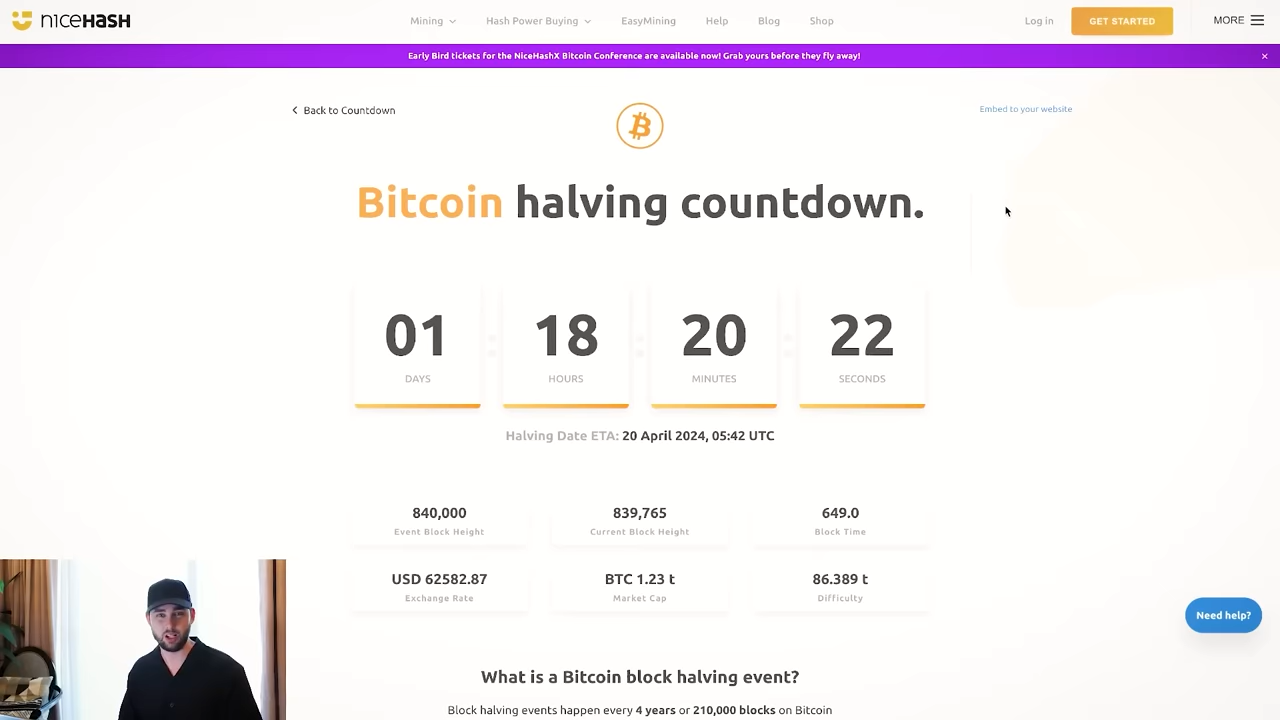 nicehash
Mining
Hash Power Buying
EasyMining
Help
Blog
Shop
Log in
GET STARTED
MORE
Early Bird tickets for the NiceHashX Bitcoin Conference are available now! Grab yours before they fly away!
×
Back to Countdown
Embed to your website
Bitcoin halving countdown.
01
18
20
22
DAYS
HOURS
MINUTES
SECONDS
Halving Date ETA: 20 April 2024, 05:42 UTC
840,000
839,765
649.0
Event Block Height
Current Block Height
Block Time
USD 62582.87
BTC 1.23 t
86.389 t
Exchange Rate
Market Cap
Difficulty
Need help?
What is a Bitcoin block halving event?
Block halving events happen every 4 years or 210,000 blocks on Bitcoin